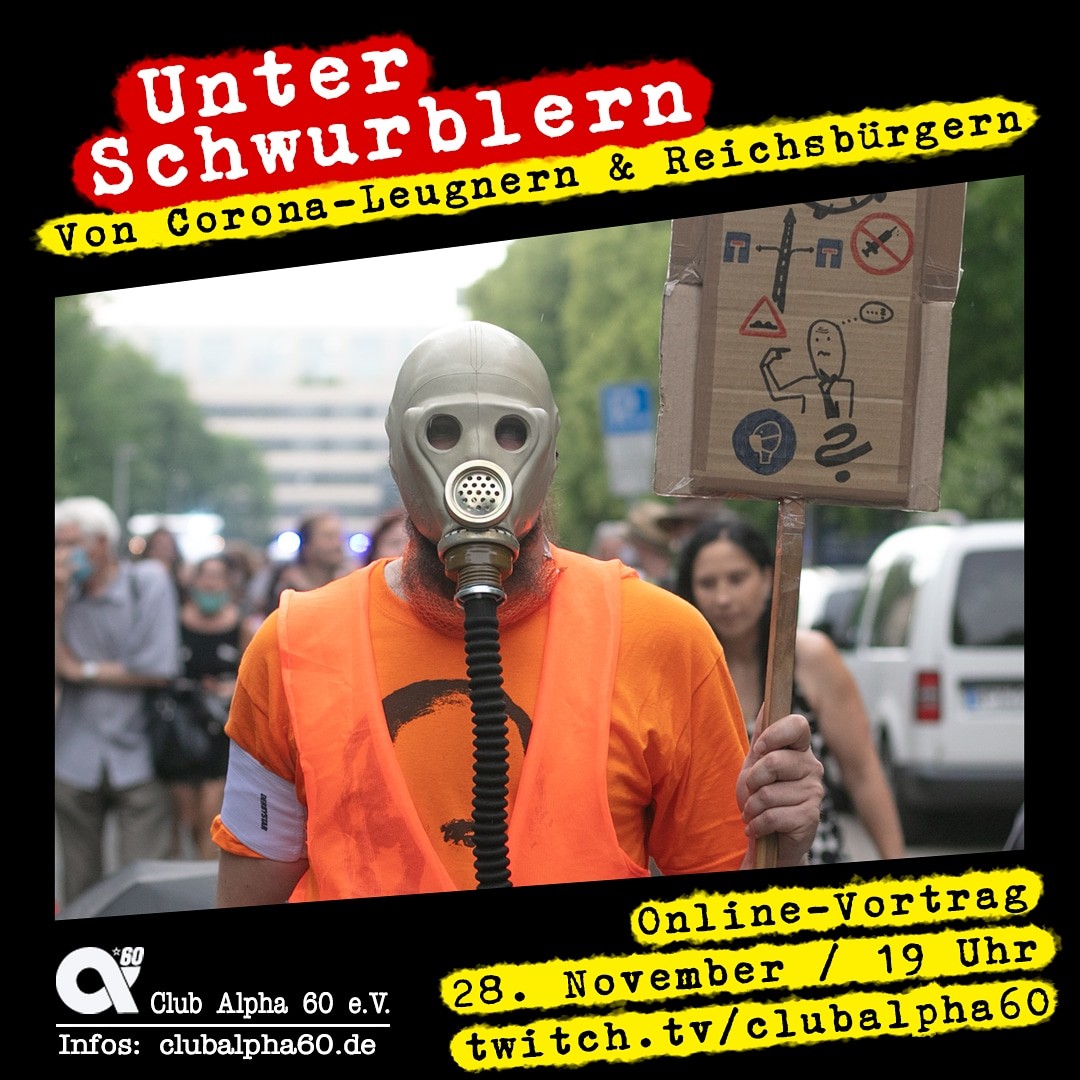 Unter
Schwurblern
Von Corona-Leugnern & Reichsbürgern
Online-Vortrag
28. November / 19 Uhr
twitch.tv/clubalpha60
*60
Club Alpha 60 e.V.
Infos: clubalpha60.de